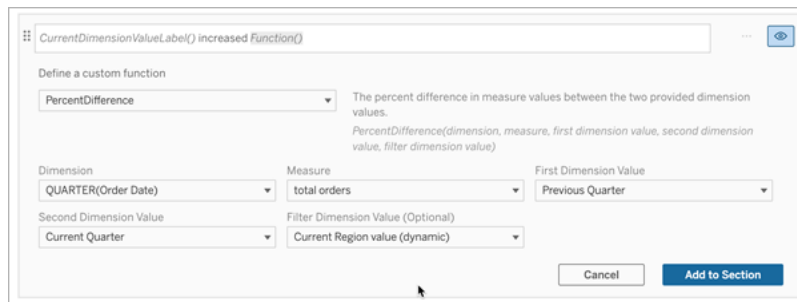 CurrentDimensionValueLabel() increased Function()
Define a custom function
PercentDifference
The percent difference in measure values between the two provided dimension
values.
PercentDifference(dimension, measure, first dimension value, second dimension
value, filter dimension value)
Dimension
Measure
First Dimension Value
QUARTER(Order Date)
total orders
Previous Quarter
Second Dimension Value
Filter Dimension Value (Optional)
Current Quarter
Current Region value (dynamic)
Cancel
Add to Section